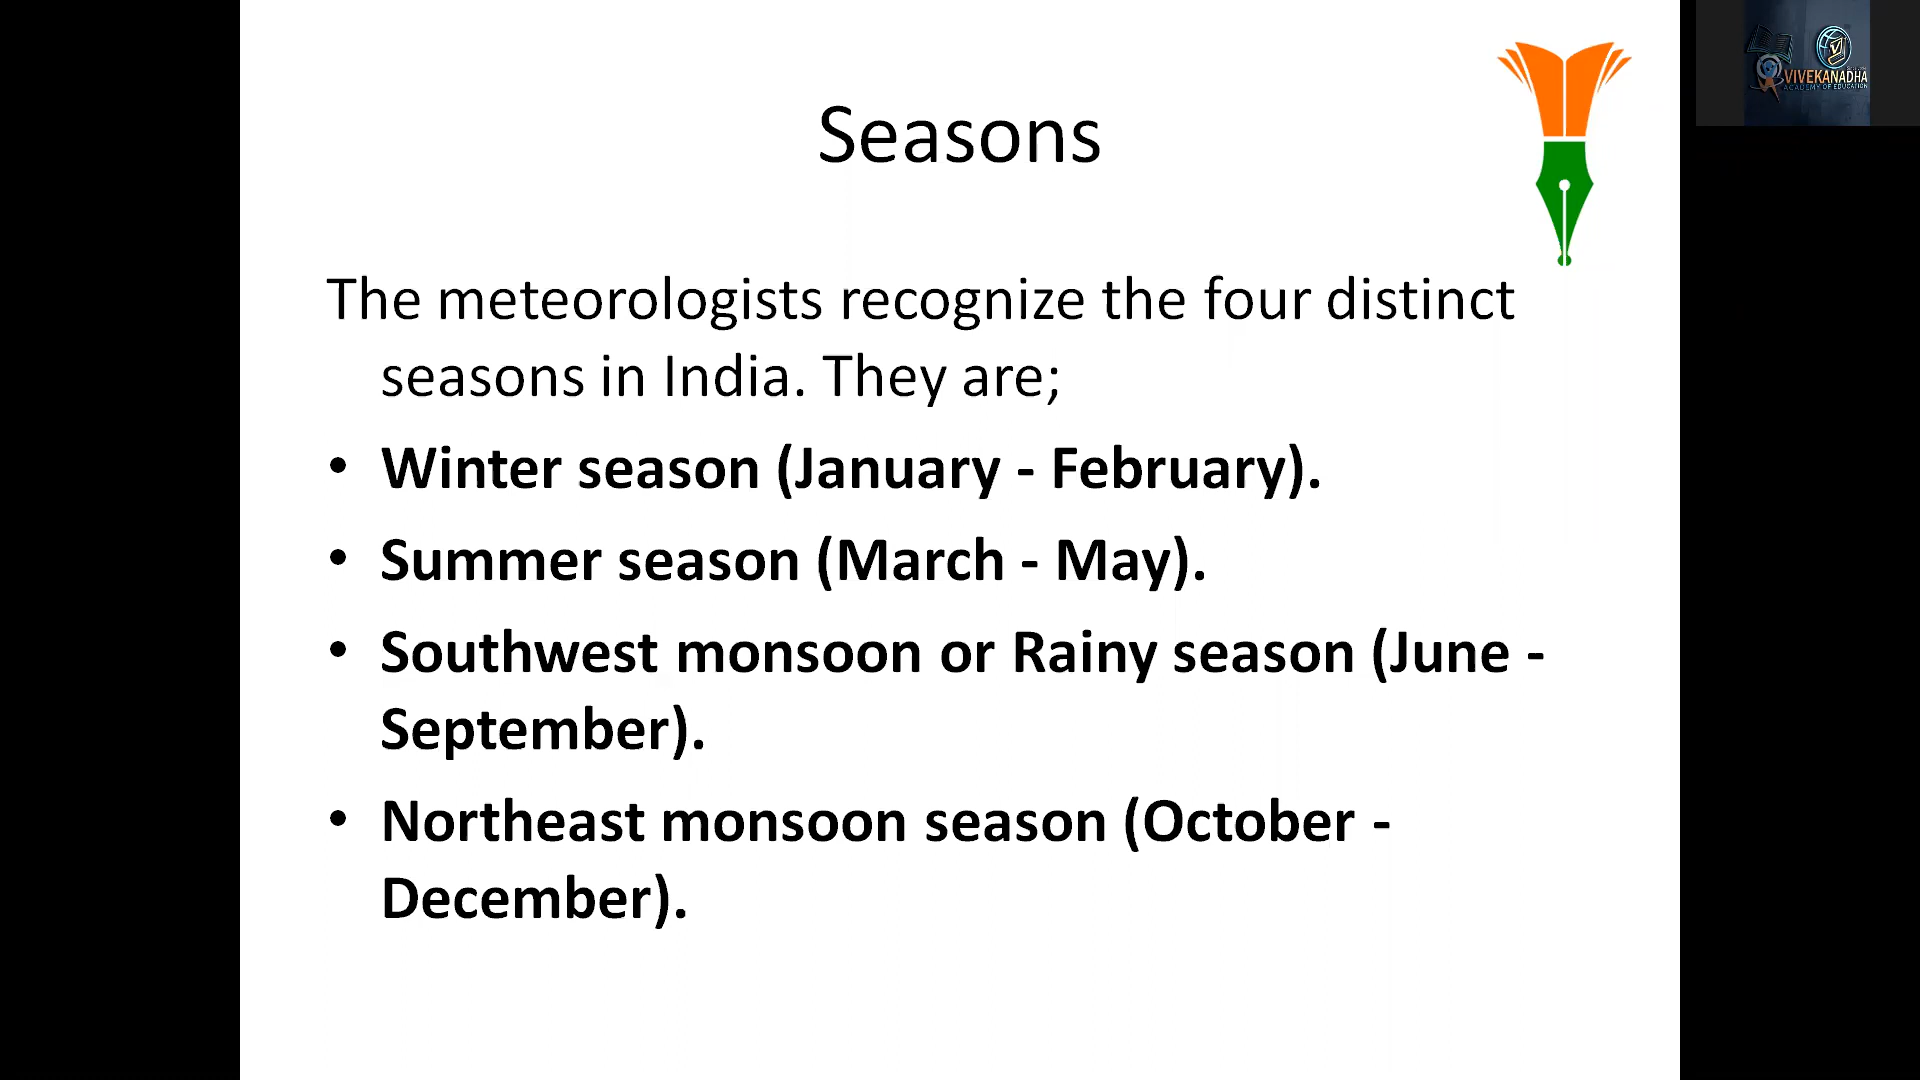 VIVEKANADHA
ACADEMY OF EDUCATION
Seasons
The meteorologists recognize the four distinct
seasons in India. They are;
• Winter season (January - February).
• Summer season (March - May).
• Southwest monsoon or Rainy season (June -
September).
• Northeast monsoon season (October -
December).